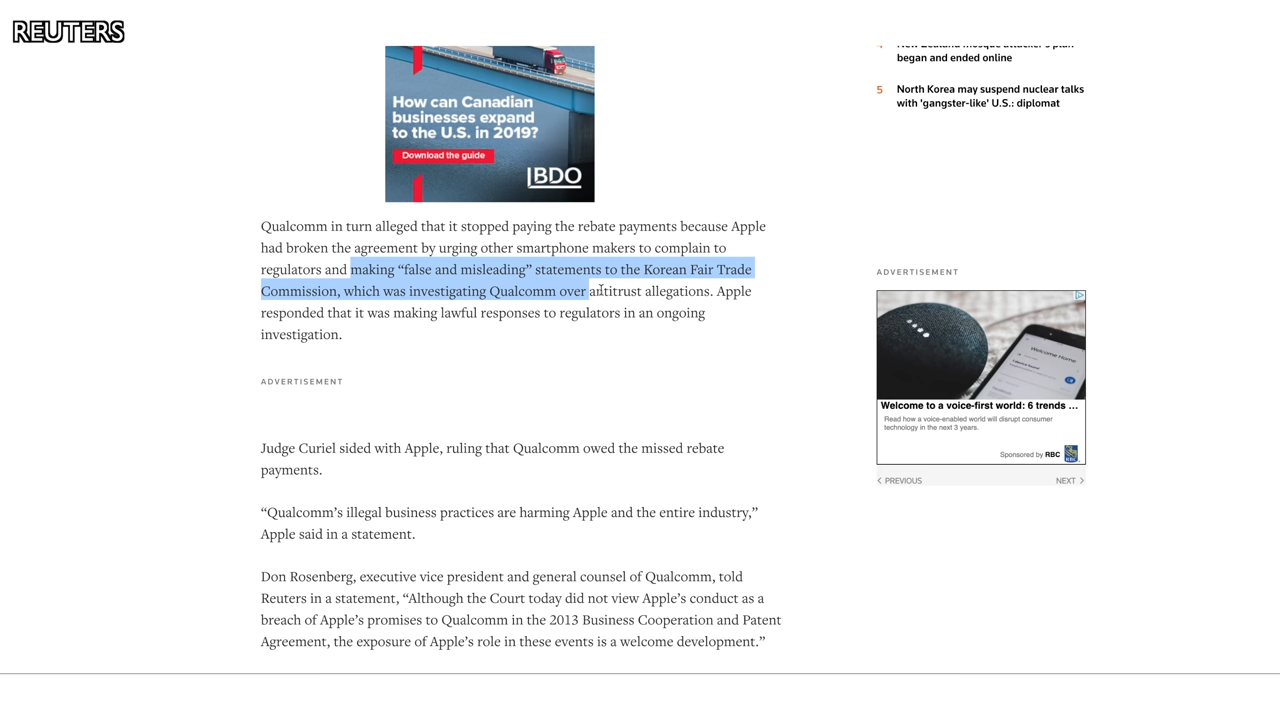 REUTERS
How can Canadian
businesses expand
to the U.S. in 2019?
Download the guide
|BDO
Qualcomm in turn alleged that it stopped paying the rebate payments because Apple
had broken the agreement by urging other smartphone makers to complain to
regulators and making “false and misleading” statements to the Korean Fair Trade
Commission, which was investigating Qualcomm over antitrust allegations. Apple
responded that it was making lawful responses to regulators in an ongoing
investigation.
ADVERTISEMENT
Judge Curiel sided with Apple, ruling that Qualcomm owed the missed rebate
payments.
“Qualcomm’s illegal business practices are harming Apple and the entire industry,”
Apple said in a statement.
Don Rosenberg, executive vice president and general counsel of Qualcomm, told
Reuters in a statement, “Although the Court today did not view Apple’s conduct as a
breach of Apple’s promises to Qualcomm in the 2013 Business Cooperation and Patent
Agreement, the exposure of Apple’s role in these events is a welcome development.”
New Zealand mosque attacker's plan
began and ended online
5 North Korea may suspend nuclear talks
with 'gangster-like' U.S.: diplomat
ADVERTISEMENT
Welcome Home
Welcome to a voice-first world: 6 trends ...
Read how a voice-enabled world will disrupt consumer
technology in the next 3 years.
Sponsored by RBC
RBC
< PREVIOUS NEXT >